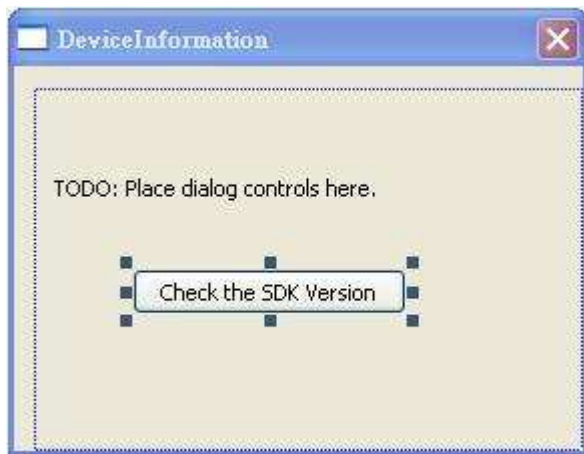 DeviceInformation
TODO: Place dialog controls here.
Check the SDK Version